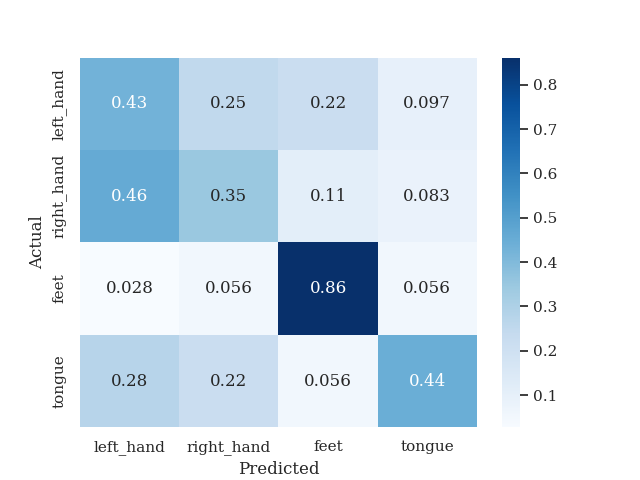 left_hand 0.43 0.25 0.22 0.097
right_hand 0.46 0.35 0.11 0.083
feet 0.028 0.056 0.86 0.056
tongue 0.28 0.22 0.056 0.44
Actual
left_hand right_hand feet tongue
Predicted
0.8
0.7
0.6
0.5
0.4
0.3
0.2
0.1